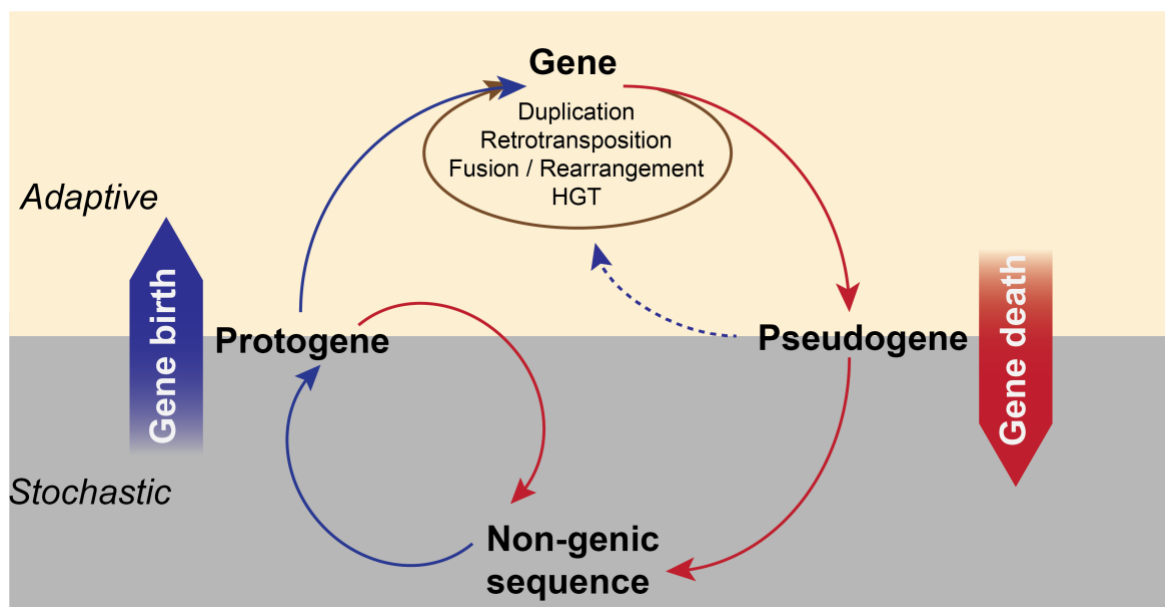 Gene
Duplication
Retrotransposition
Fusion / Rearrangement
HGT
Adaptive
Gene birth
Protogene
Pseudogene
Gene death
Stochastic
Non-genic
sequence